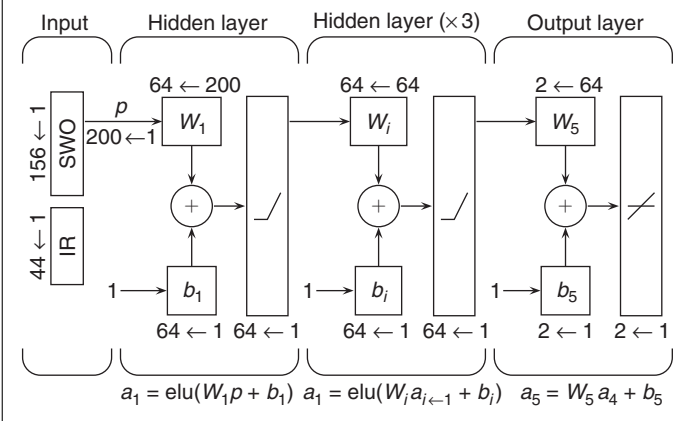 Input
Hidden layer
Hidden layer (×3)
Output layer
64 ← 200
64 ← 64
2 ← 64
156 ← 1
SWO
p
200 ← 1
W1
Wi
W5
+
+
+
44 ← 1
IR
1
b1
1
bi
1
b5
64 ← 1
64 ← 1
64 ← 1
64 ← 1
2 ← 1
2 ← 1
a1 = elu(W1p + b1)
a1 = elu(Wiai←1 + bi)
a5 = W5 a4 + b5